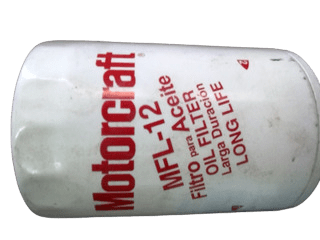 Motorcraft®
MFL-12
Aceite
Filtro para
OIL FILTER
Larga Duración
LONG LIFE